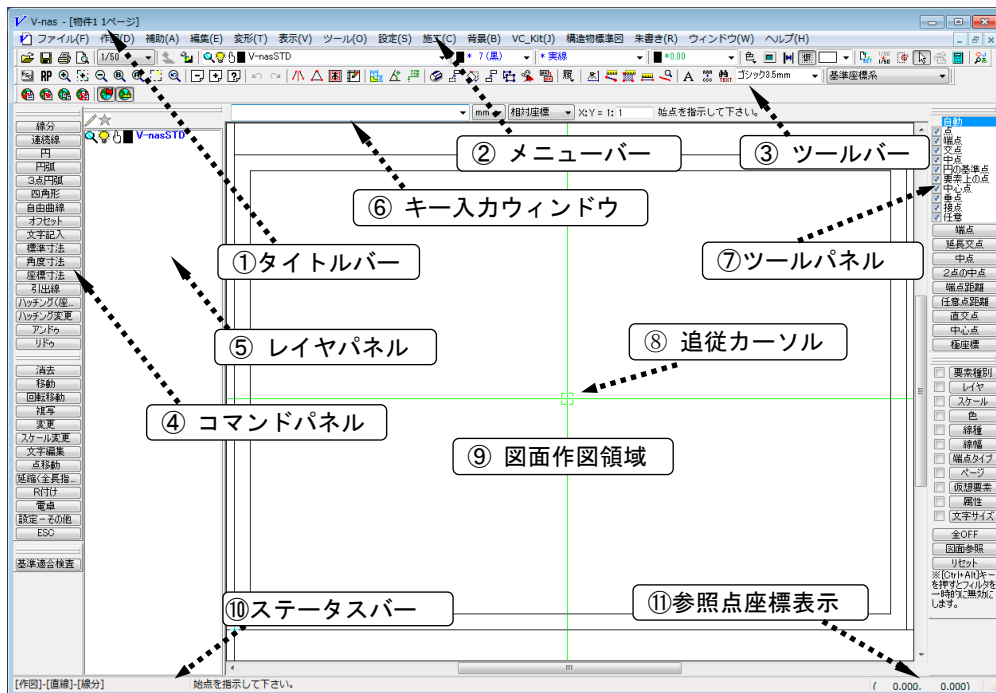 V-nas - [物件1 1ページ]
ファイル(F) 作図(D) 補助(A) 編集(E) 変形(T) 表示(V) ツール(O) 設定(S) 施工(C) 背景(B) VC_Kit(J) 構造物標準図 朱書き(R) ウィンドウ(W) ヘルプ(H)
1/50 V-nasSTD * 7(黒) * 実線 *0.00
RP ゴシック3.5mm 基準座標系
mm 相対座標 X:Y = 1: 1 始点を指示して下さい。
V-nasSTD
線分
連続線
円
円弧
3点円弧
四角形
自由曲線
オフセット
文字記入
標準寸法
角度寸法
座標寸法
引出線
ハッチング(座...
ハッチング変更
アンドゥ
リドゥ
消去
移動
回転移動
複写
変更
スケール変更
文字編集
点移動
延縮(全長指...
R付け
電卓
設定-その他
ESC
基準適合検査
① タイトルバー
② メニューバー
③ ツールバー
④ コマンドパネル
⑤ レイヤパネル
⑥ キー入力ウィンドウ
⑦ ツールパネル
⑧ 追従カーソル
⑨ 図面作図領域
⑩ ステータスバー
⑪ 参照点座標表示
自動
点
端点
交点
中点
円の基準点
要素上の点
中心点
垂点
接点
任意
端点
延長交点
中点
2点の中点
端点距離
任意点距離
直交点
中心点
極座標
要素種別
レイヤ
スケール
色
線種
線幅
端点タイプ
ページ
仮想要素
属性
文字サイズ
全OFF
図面参照
リセット
※[Ctrl+Alt]キー
を押すとフィルタを
一時的に無効に
します。
[作図]-[直線]-[線分] 始点を指示して下さい。 ( 0.000, 0.000)